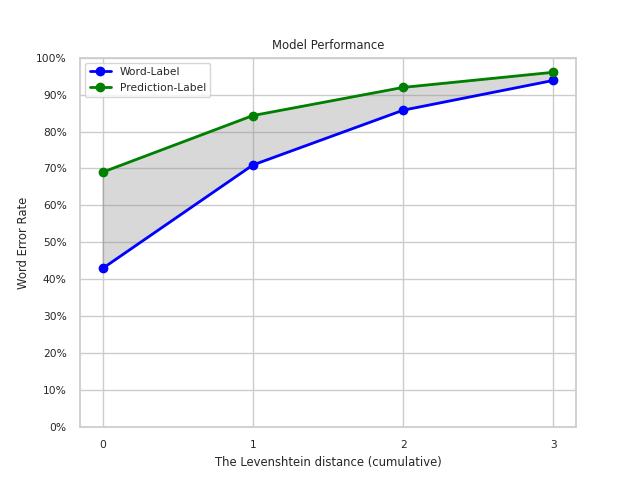 Model Performance
100%
90%
80%
70%
60%
50%
40%
30%
20%
10%
0%
Word Error Rate
Word-Label
Prediction-Label
0 1 2 3
The Levenshtein distance (cumulative)